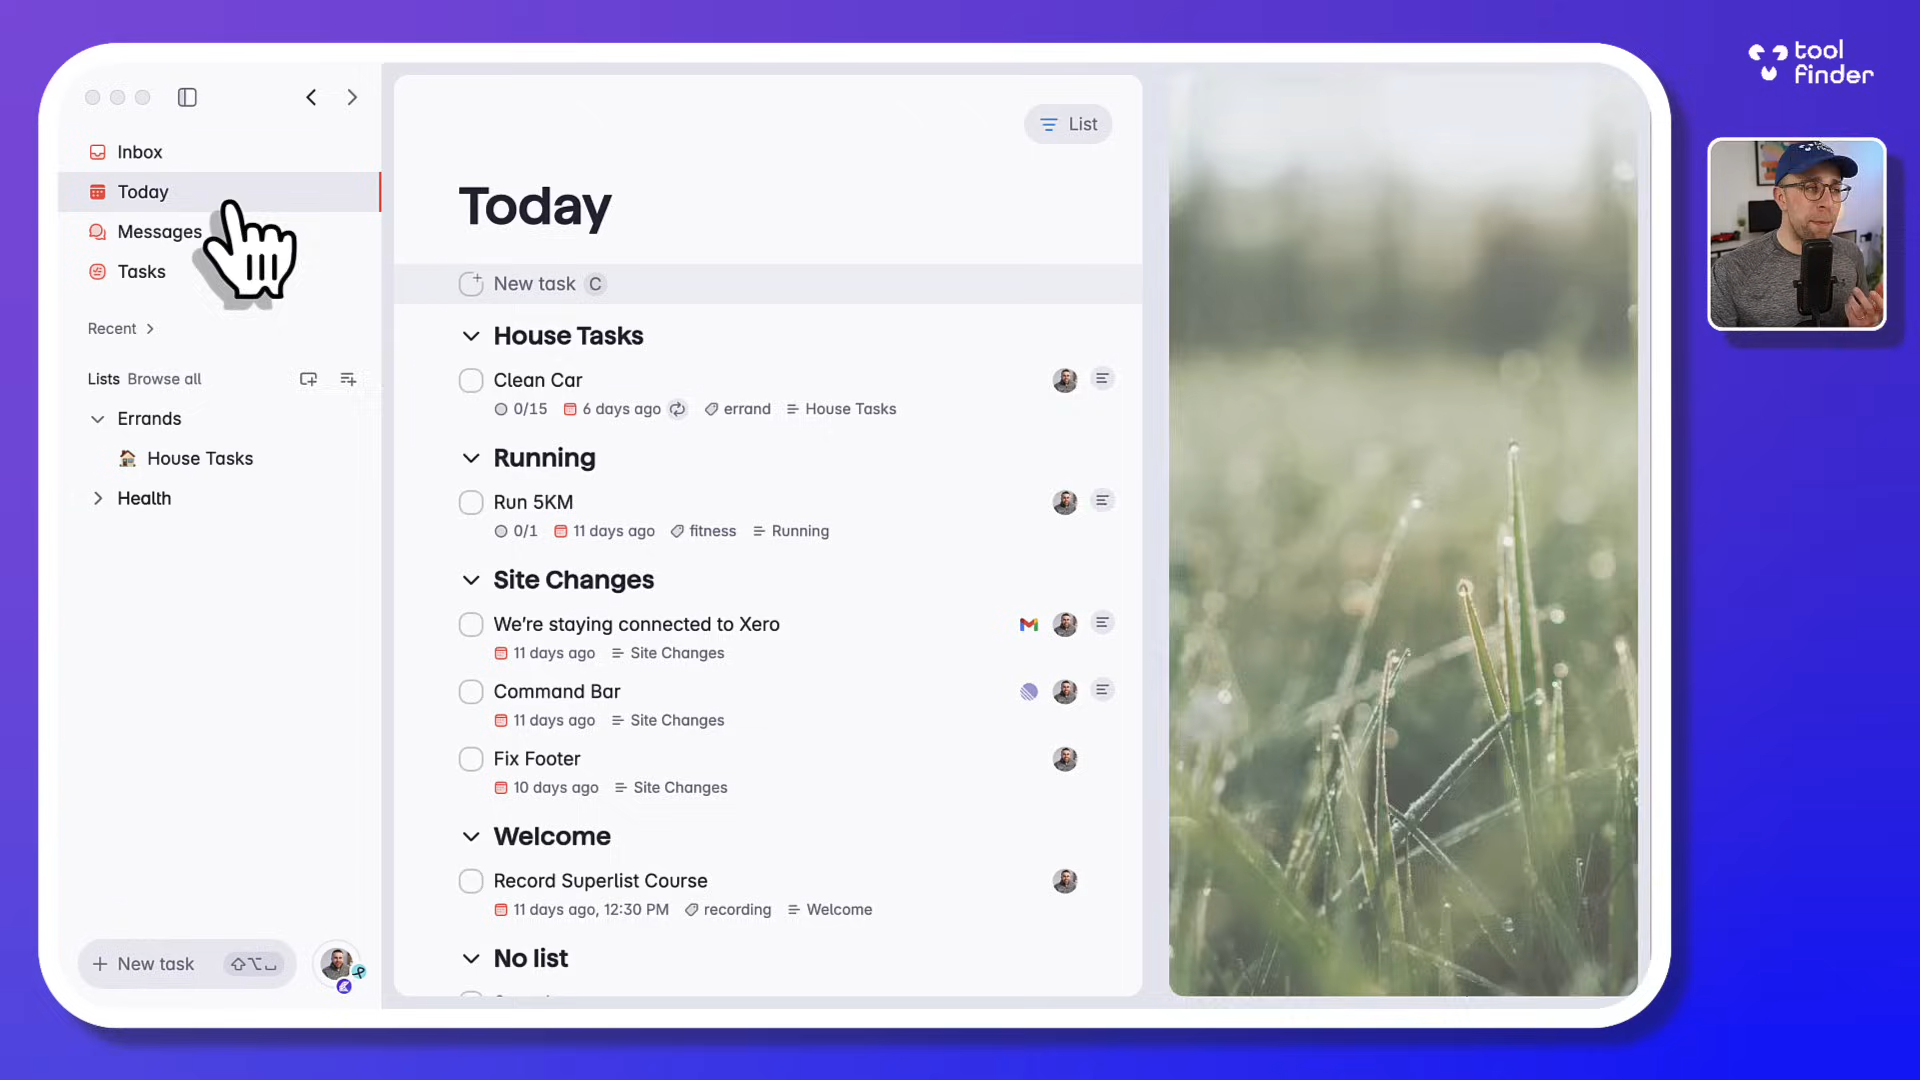 tool
finder
Inbox
Today
Messages
Tasks
Recent
Lists Browse all
Errands
House Tasks
Health
New task
List
Today
New task C
House Tasks
Clean Car
0/15 6 days ago errand House Tasks
Running
Run 5KM
0/1 11 days ago fitness Running
Site Changes
We’re staying connected to Xero
11 days ago Site Changes
Command Bar
11 days ago Site Changes
Fix Footer
10 days ago Site Changes
Welcome
Record Superlist Course
11 days ago, 12:30 PM recording Welcome
No list